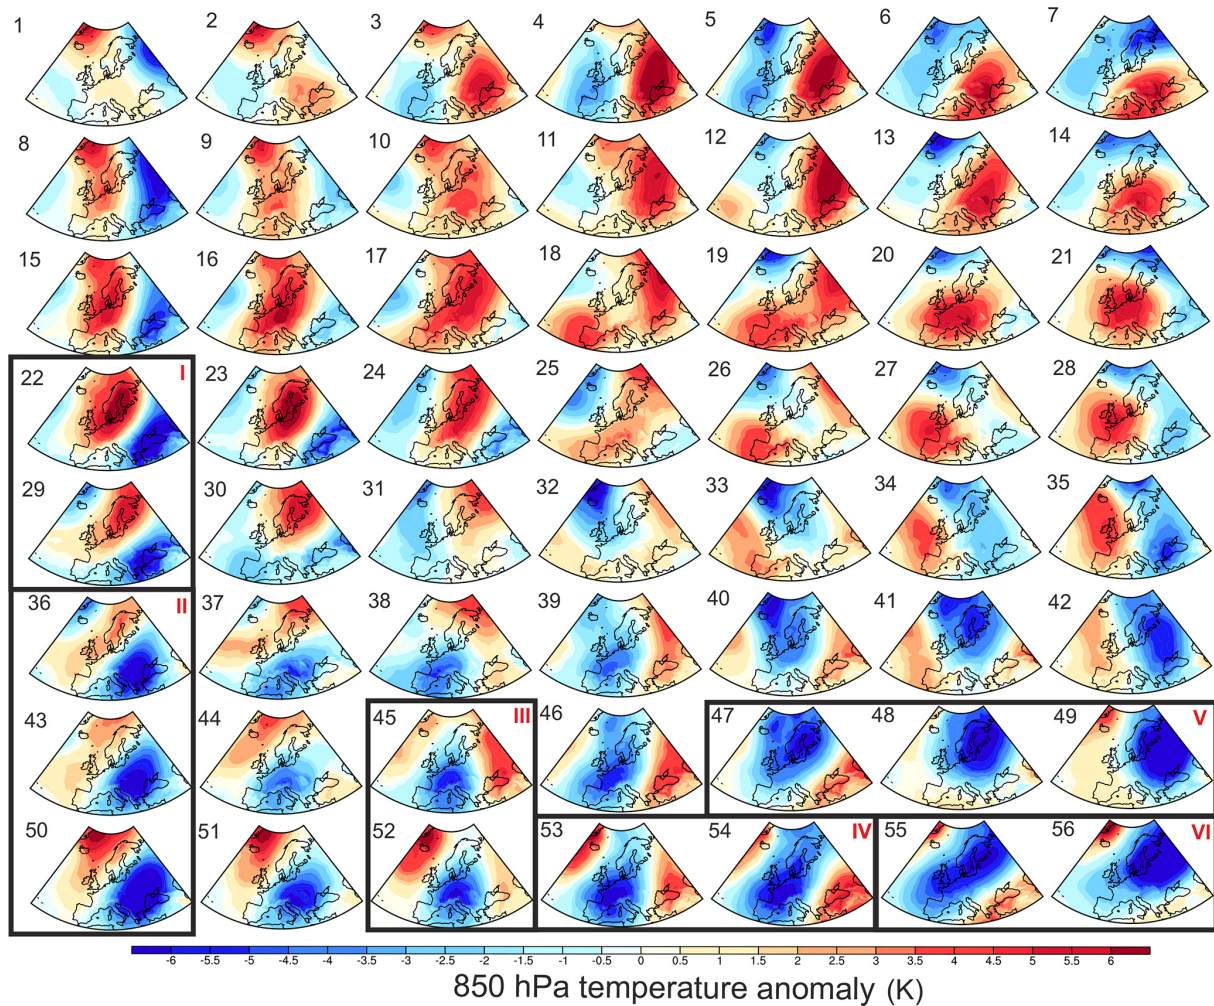 1 2 3 4 5 6 7
8 9 10 11 12 13 14
15 16 17 18 19 20 21
22 I 23 24 25 26 27 28
29 30 31 32 33 34 35
36 II 37 38 39 40 41 42
43 44 45 III 46 47 48 49 V
50 51 52 53 54 IV 55 56 VI
-6 -5.5 -5 -4.5 -4 -3.5 -3 -2.5 -2 -1.5 -1 -0.5 0 0.5 1 1.5 2 2.5 3 3.5 4 4.5 5 5.5 6
850 hPa temperature anomaly (K)